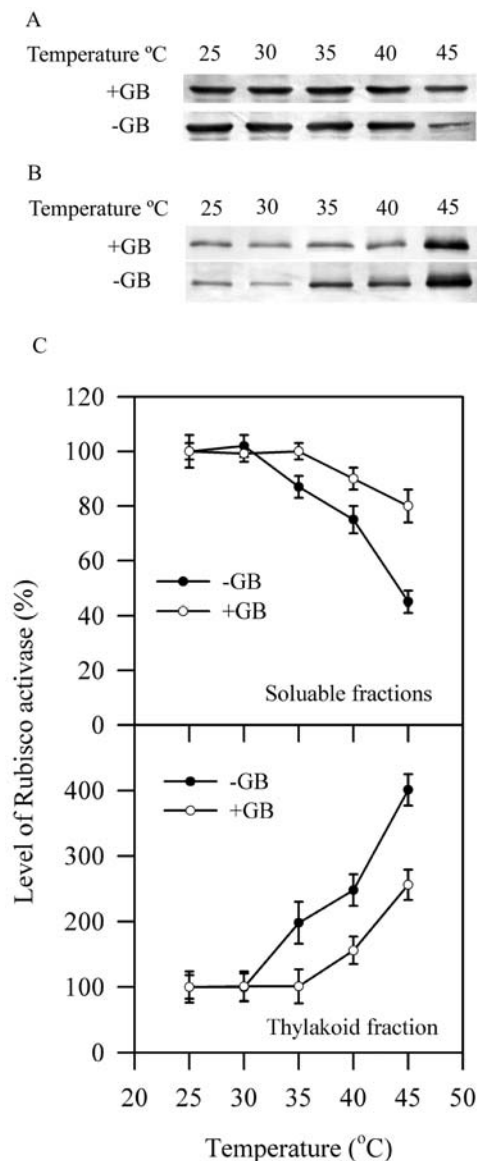 A
Temperature ºC 25 30 35 40 45
+GB
-GB
B
Temperature ºC 25 30 35 40 45
+GB
-GB
C
Level of Rubisco activase (%)
120
100
80
60
40
20
0
-GB
+GB
Soluable fractions
400
300
200
100
0
-GB
+GB
Thylakoid fraction
20 25 30 35 40 45 50
Temperature (ºC)